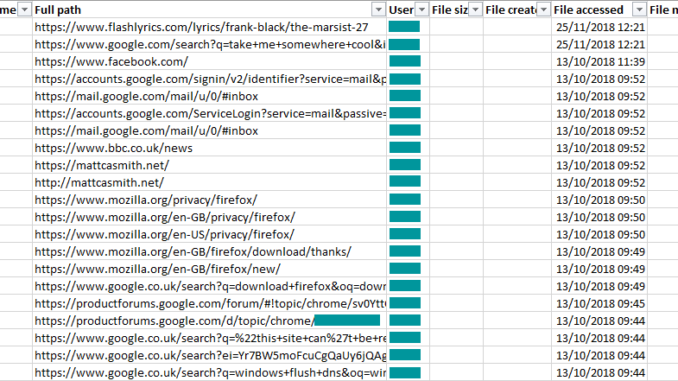 me Full path User File siz File creat File accessed File n
https://www.flashlyrics.com/lyrics/frank-black/the-marsist-27 25/11/2018 12:21
https://www.google.com/search?q=take+me+somewhere+cool&i 25/11/2018 12:21
https://www.facebook.com/ 13/10/2018 11:39
https://accounts.google.com/signin/v2/identifier?service=mail&p 13/10/2018 09:52
https://mail.google.com/mail/u/0/#inbox 13/10/2018 09:52
https://accounts.google.com/ServiceLogin?service=mail&passive= 13/10/2018 09:52
https://mail.google.com/mail/u/0/#inbox 13/10/2018 09:52
https://www.bbc.co.uk/news 13/10/2018 09:52
https://mattcasmith.net/ 13/10/2018 09:52
http://mattcasmith.net/ 13/10/2018 09:52
https://www.mozilla.org/privacy/firefox/ 13/10/2018 09:50
https://www.mozilla.org/en-GB/privacy/firefox/ 13/10/2018 09:50
https://www.mozilla.org/en-US/privacy/firefox/ 13/10/2018 09:50
https://www.mozilla.org/en-GB/firefox/download/thanks/ 13/10/2018 09:49
https://www.mozilla.org/en-GB/firefox/new/ 13/10/2018 09:49
https://www.google.co.uk/search?q=download+firefox&oq=dow 13/10/2018 09:49
https://productforums.google.com/forum/#!topic/chrome/sv0Ytt 13/10/2018 09:45
https://productforums.google.com/d/topic/chrome/ 13/10/2018 09:44
https://www.google.co.uk/search?q=%22this+site+can%27t+be+re 13/10/2018 09:44
https://www.google.co.uk/search?ei=Yr7BW5moFcuCgQaUy6jQAg 13/10/2018 09:44
https://www.google.co.uk/search?q=windows+flush+dns&oq=wi 13/10/2018 09:44